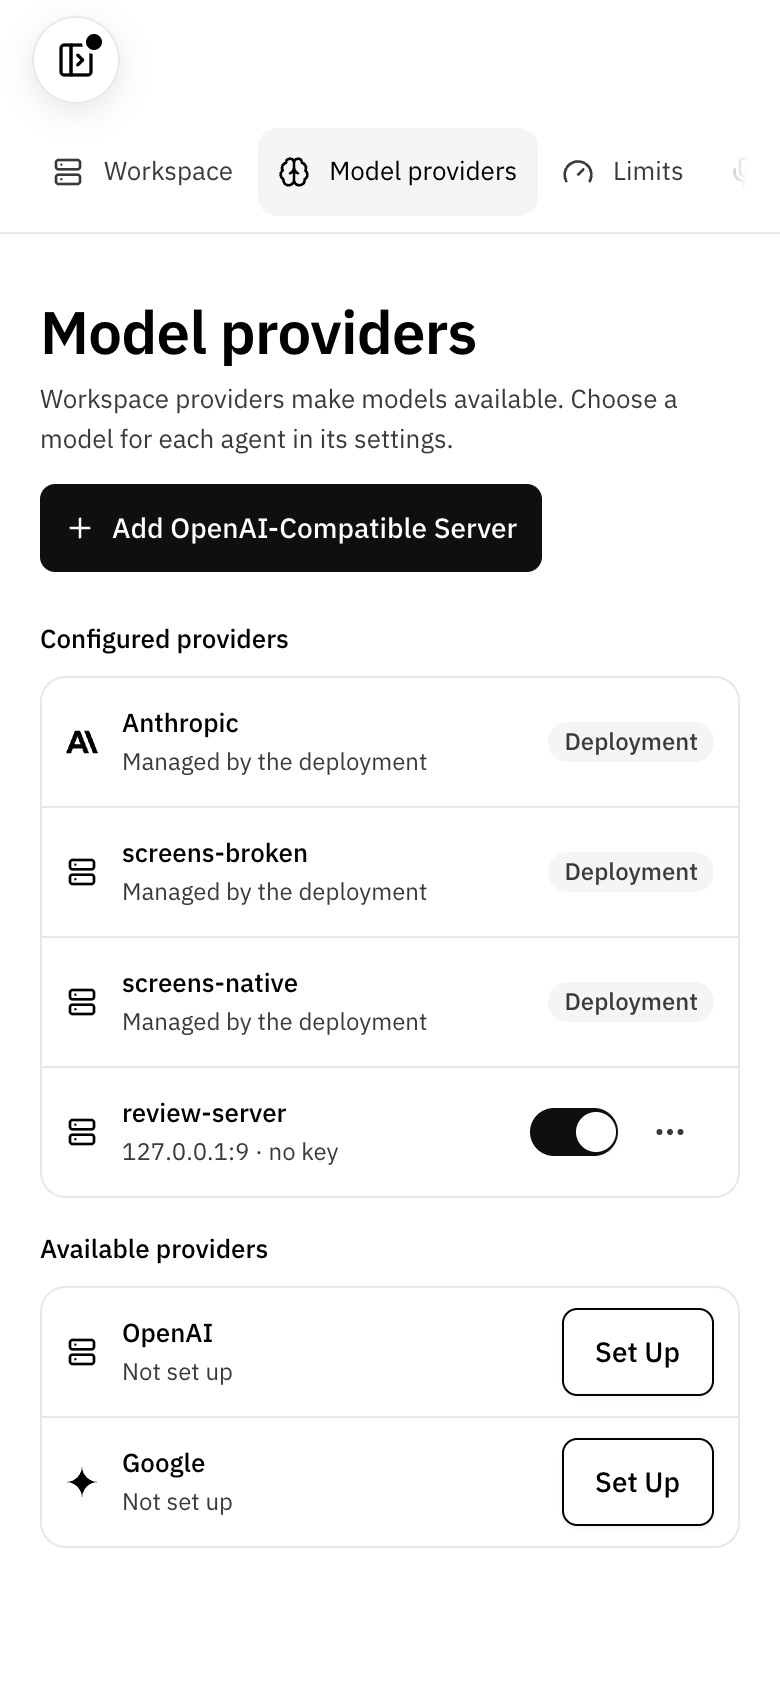 Workspace
Model providers
Limits
Model providers
Workspace providers make models available. Choose a
model for each agent in its settings.
Add OpenAI-Compatible Server
Configured providers
Anthropic
Managed by the deployment
Deployment
screens-broken
Managed by the deployment
Deployment
screens-native
Managed by the deployment
Deployment
review-server
127.0.0.1:9 · no key
Available providers
OpenAI
Not set up
Set Up
Google
Not set up
Set Up